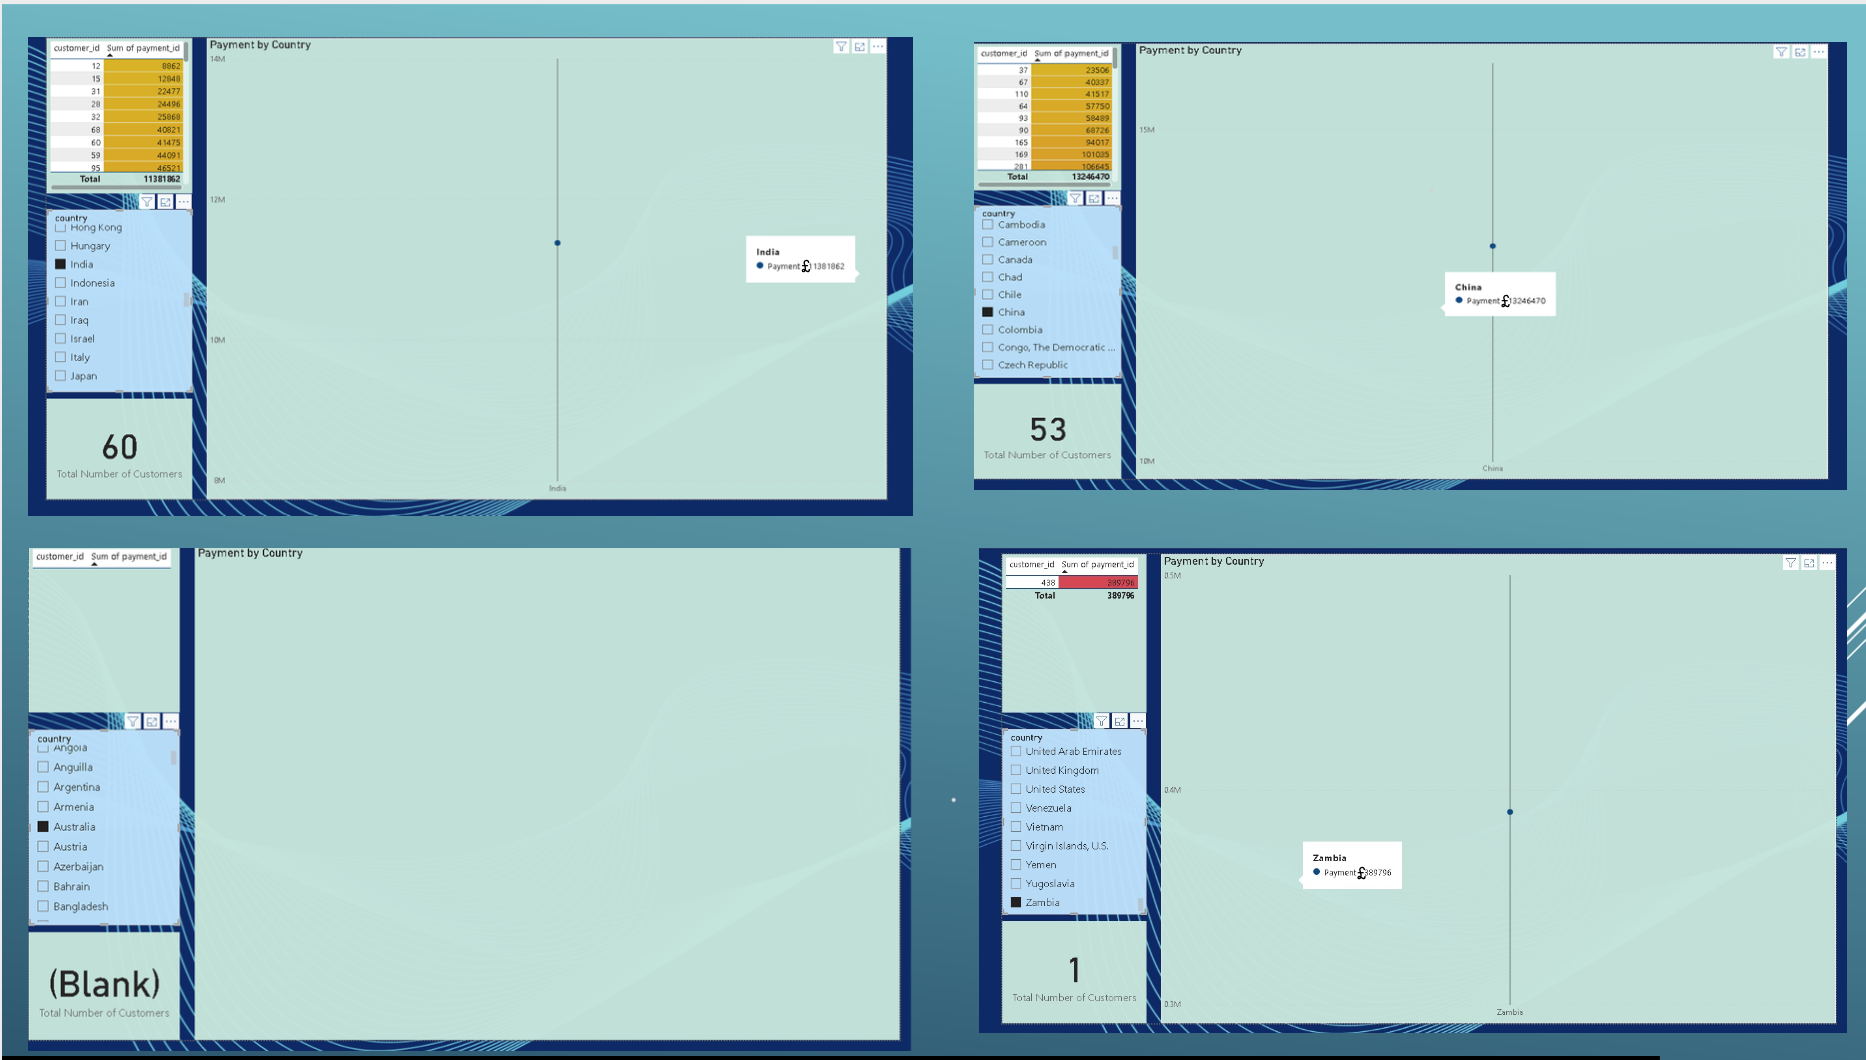 customer_id Sum of payment_id
12 8862
15 12848
31 22477
28 24496
32 25868
68 40821
60 41475
59 44091
95 46521
Total 11381862
country
Hong Kong
Hungary
India
Indonesia
Iran
Iraq
Israel
Italy
Japan
60
Total Number of Customers
Payment by Country
14M
12M
10M
8M
India
India
Payment £11381862
customer_id Sum of payment_id
37 23506
67 40337
110 41517
64 57750
93 58489
90 68726
165 94017
169 101035
281 106645
Total 13246470
country
Cambodia
Cameroon
Canada
Chad
Chile
China
Colombia
Congo, The Democratic ...
Czech Republic
53
Total Number of Customers
Payment by Country
15M
10M
China
China
Payment £13246470
customer_id Sum of payment_id
country
Angola
Anguilla
Argentina
Armenia
Australia
Austria
Azerbaijan
Bahrain
Bangladesh
(Blank)
Total Number of Customers
Payment by Country
customer_id Sum of payment_id
438 389796
Total 389796
country
United Arab Emirates
United Kingdom
United States
Venezuela
Vietnam
Virgin Islands, U.S.
Yemen
Yugoslavia
Zambia
1
Total Number of Customers
Payment by Country
0.5M
0.4M
0.3M
Zambia
Zambia
Payment £389796